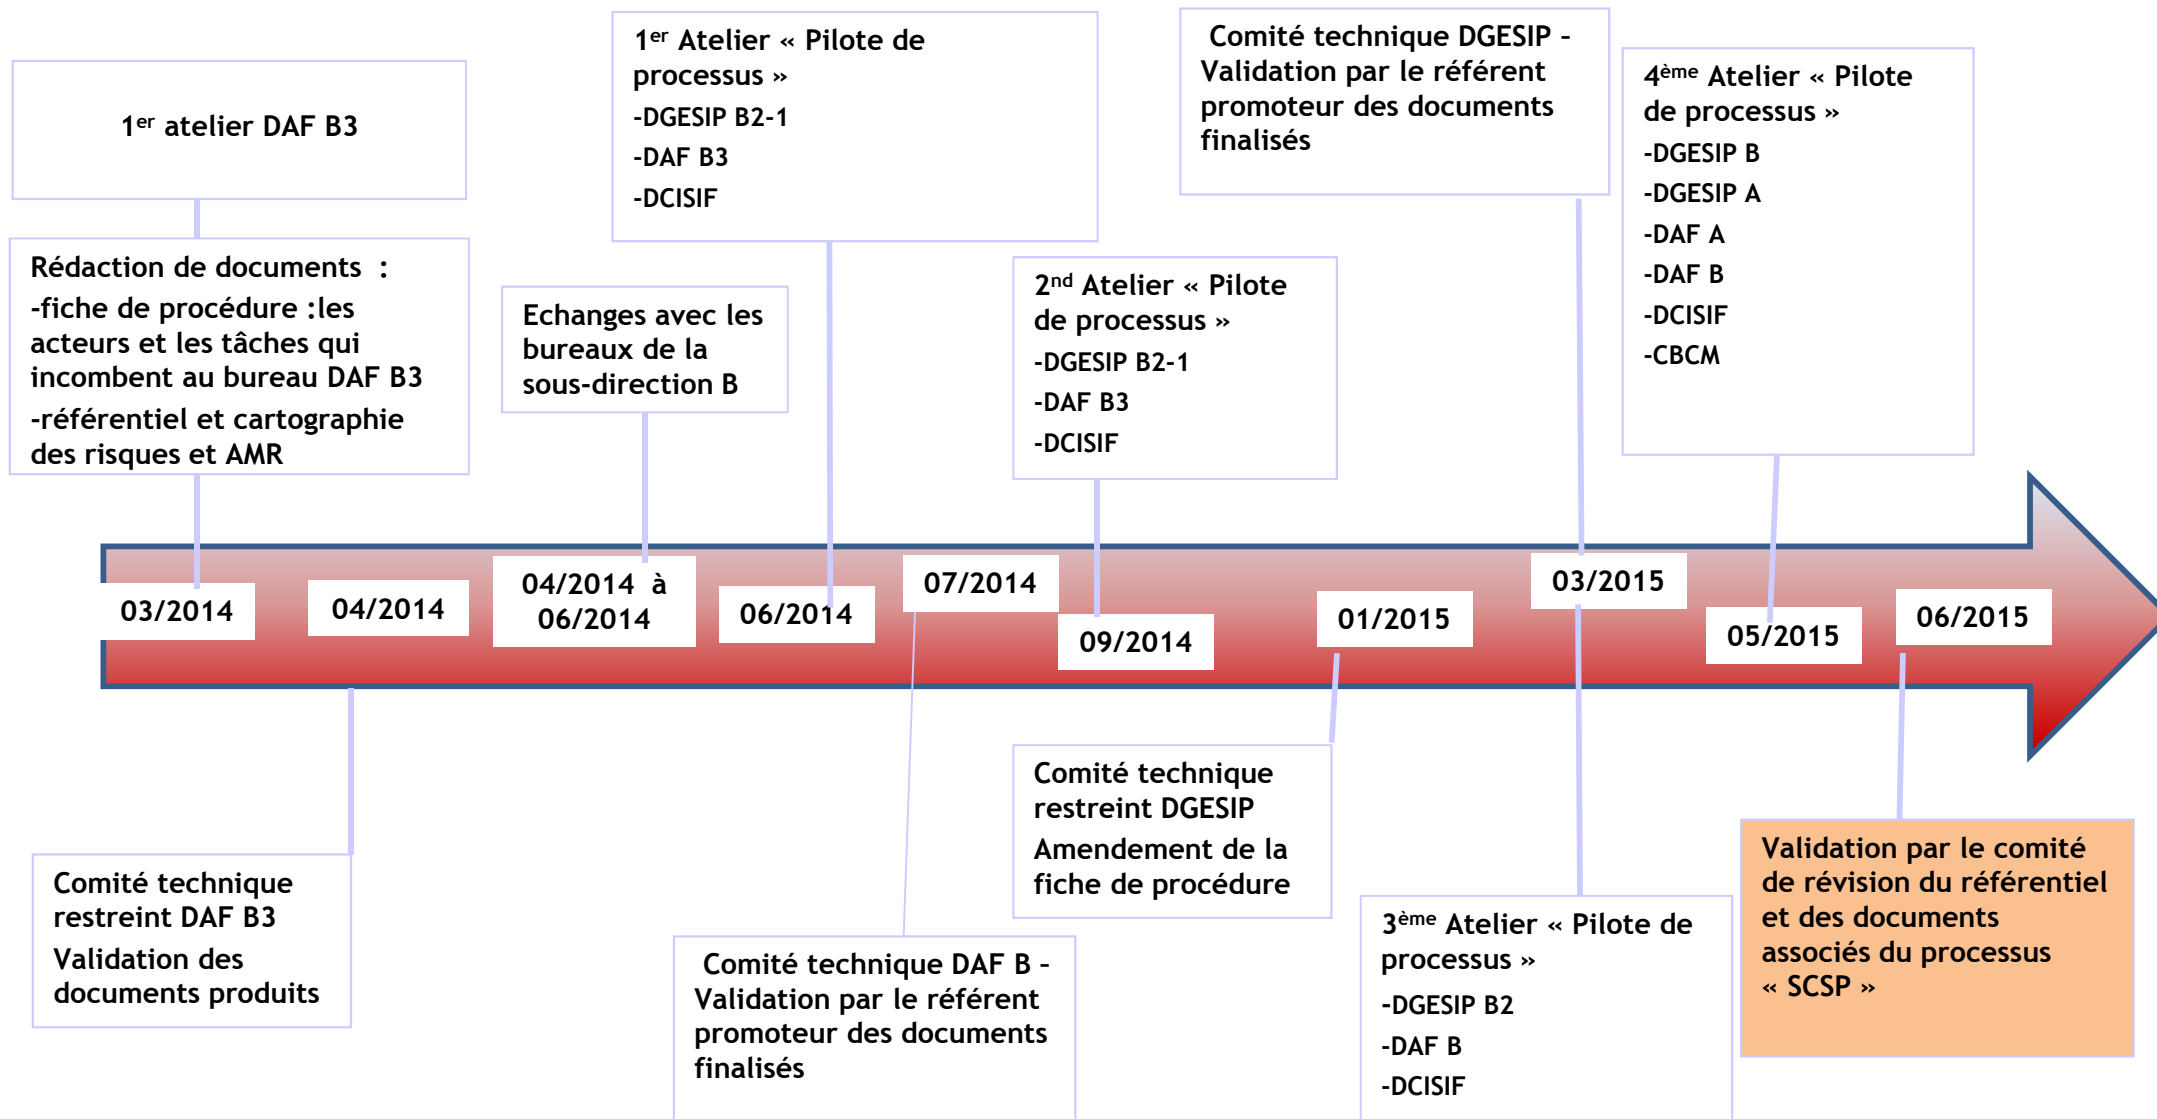 1er atelier DAF B3
Rédaction de documents :
-fiche de procédure :les
acteurs et les tâches qui
incombent au bureau DAF B3
-référentiel et cartographie
des risques et AMR
Echanges avec les
bureaux de la
sous-direction B
1er Atelier « Pilote de
processus »
-DGESIP B2-1
-DAF B3
-DCISIF
2nd Atelier « Pilote
de processus »
-DGESIP B2-1
-DAF B3
-DCISIF
Comité technique DGESIP –
Validation par le référent
promoteur des documents
finalisés
4ème Atelier « Pilote
de processus »
-DGESIP B
-DGESIP A
-DAF A
-DAF B
-DCISIF
-CBCM
03/2014
04/2014
04/2014 à
06/2014
06/2014
07/2014
09/2014
01/2015
03/2015
05/2015
06/2015
Comité technique
restreint DAF B3
Validation des
documents produits
Comité technique DAF B –
Validation par le référent
promoteur des documents
finalisés
Comité technique
restreint DGESIP
Amendement de la
fiche de procédure
3ème Atelier « Pilote de
processus »
-DGESIP B2
-DAF B
-DCISIF
Validation par le comité
de révision du référentiel
et des documents
associés du processus
« SCSP »